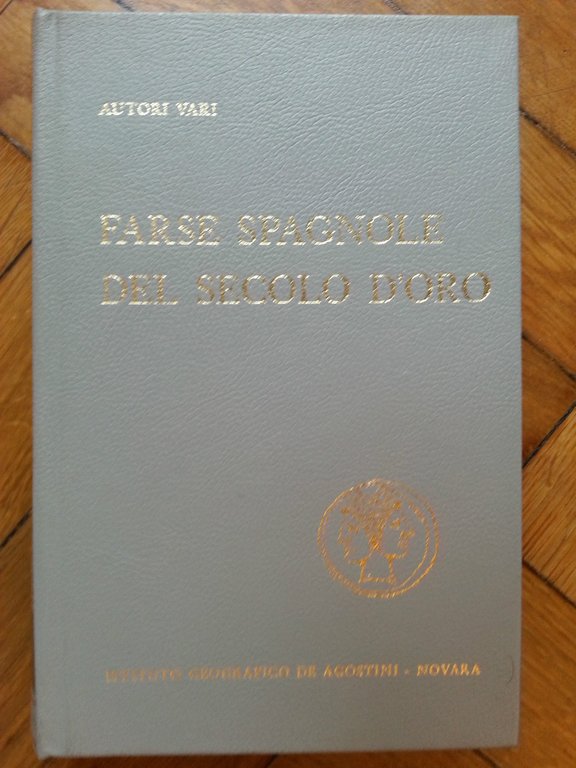 AUTORI VARI
FARSE SPAGNOLE
DEL SECOLO D'ORO
ISTITUTO GEOGRAFICO DE AGOSTINI - NOVARA